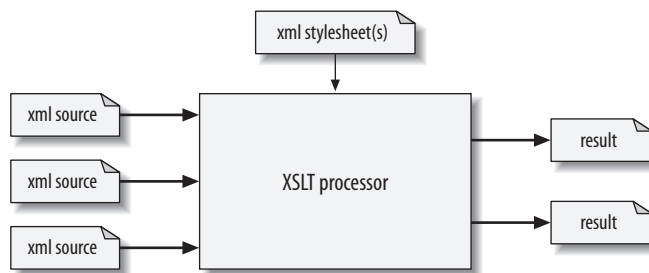 xml stylesheet(s)
xml source
xml source
xml source
XSLT processor
result
result